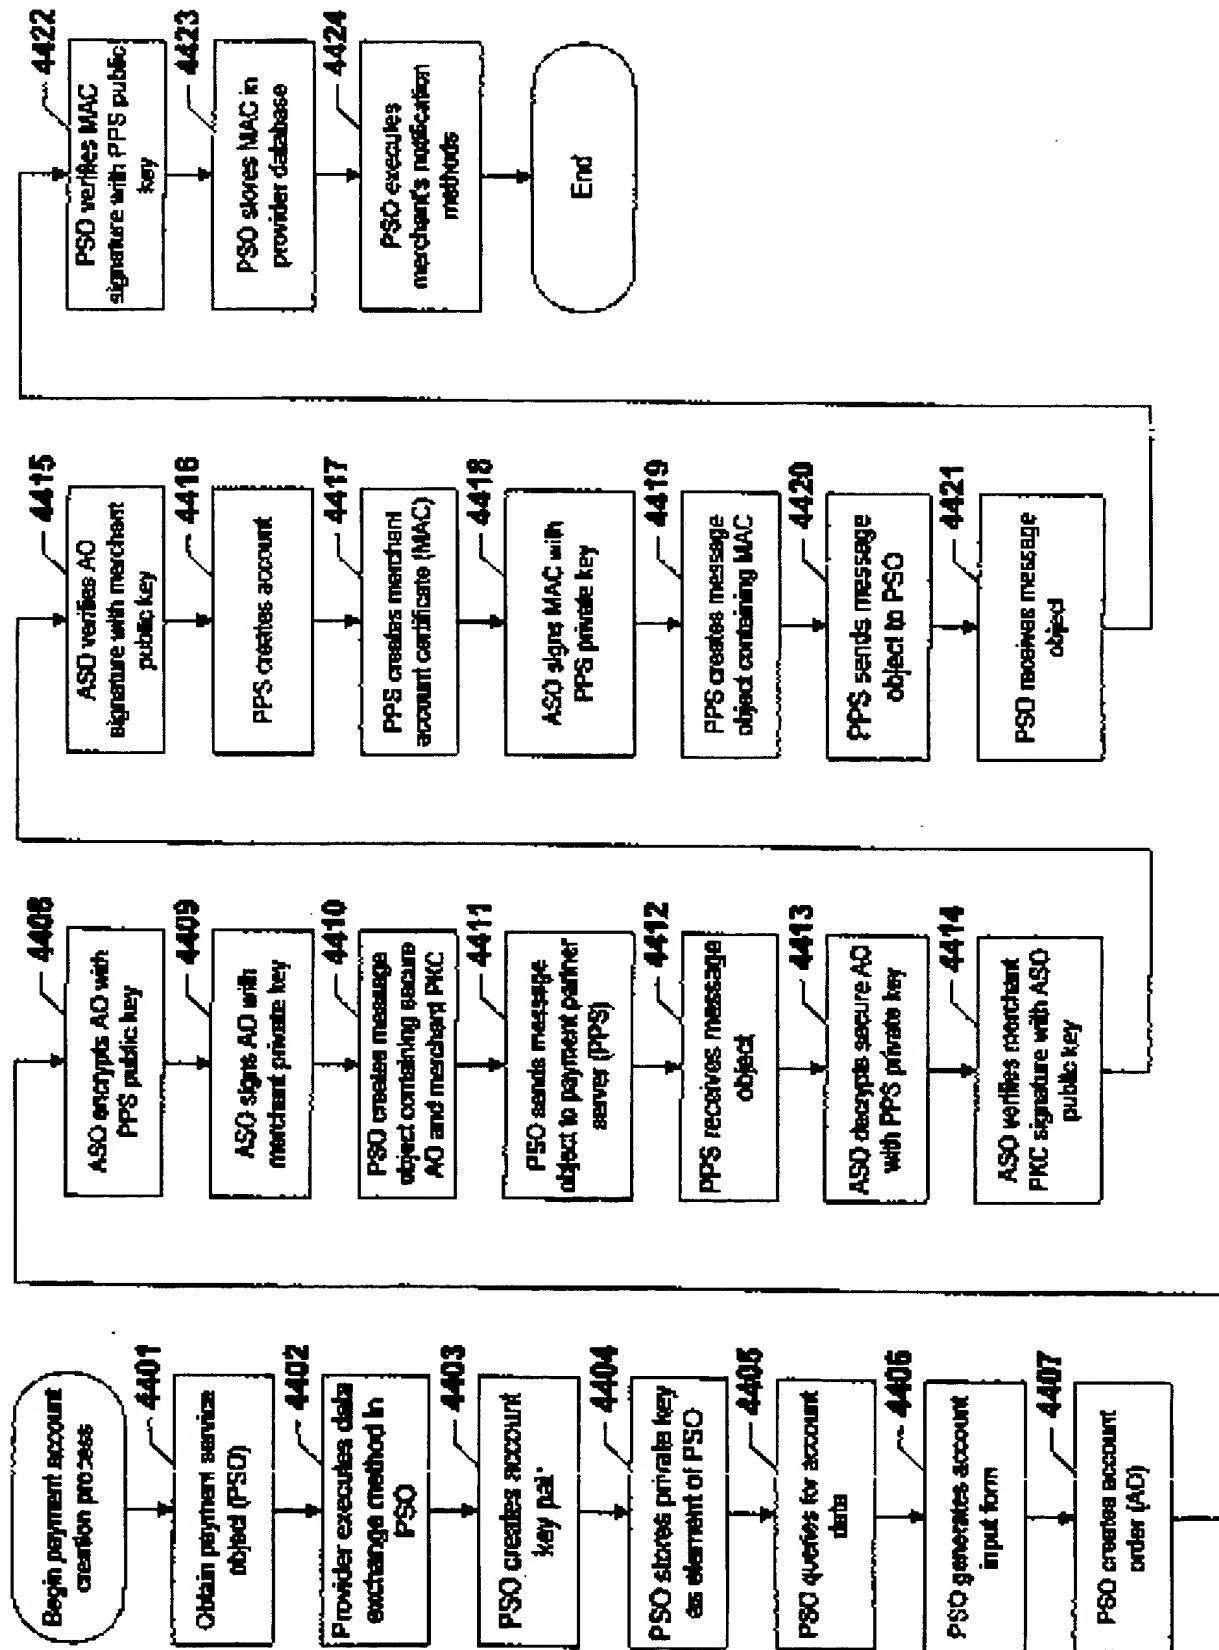 Begin payment account
creation process
4401
Obtain payment service
object (PSO)
4402
Provider executes data
exchange method in
PSO
4403
PSO creates account
key pair
4404
PSO stores private key
as element of PSO
4405
PSO queries for account
data
4406
PSO generates account
input form
4407
PSO creates account
order (AO)
4408
ASO encrypts AO with
PPS public key
4409
ASO signs AO with
merchant private key
4410
PSO creates message
object containing secure
AO and merchant PKC
4411
PSO sends message
object to payment partner
server (PPS)
4412
PPS receives message
object
4413
ASO decrypts secure AO
with PPS private key
4414
ASO verifies merchant
PKC signature with ASO
public key
4415
ASO verifies AO
signature with merchant
public key
4416
PPS creates account
4417
PPS creates merchant
account certificate (MAC)
4418
ASO signs MAC with
PPS private key
4419
PPS creates message
object containing MAC
4420
PPS sends message
object to PSO
4421
PSO receives message
object
4422
PSO verifies MAC
signature with PPS public
key
4423
PSO stores MAC in
provider database
4424
PSO executes
merchant's notification
methods
End